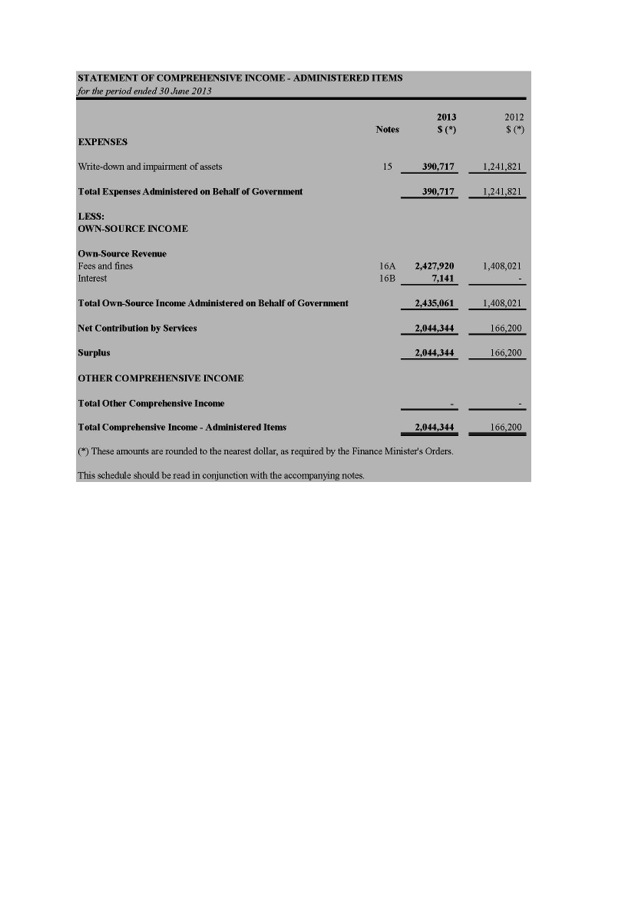 STATEMENT OF COMPREHENSIVE INCOME - ADMINISTERED ITEMS
for the period ended 30 June 2013
2013 2012
Notes $ (*) $ (*)
EXPENSES
Write-down and impairment of assets 15 390,717 1,241,821
Total Expenses Administered on Behalf of Government 390,717 1,241,821
LESS:
OWN-SOURCE INCOME
Own-Source Revenue
Fees and fines 16A 2,427,920 1,408,021
Interest 16B 7,141 -
Total Own-Source Income Administered on Behalf of Government 2,435,061 1,408,021
Net Contribution by Services 2,044,344 166,200
Surplus 2,044,344 166,200
OTHER COMPREHENSIVE INCOME
Total Other Comprehensive Income - -
Total Comprehensive Income - Administered Items 2,044,344 166,200
(*) These amounts are rounded to the nearest dollar, as required by the Finance Minister's Orders.
This schedule should be read in conjunction with the accompanying notes.